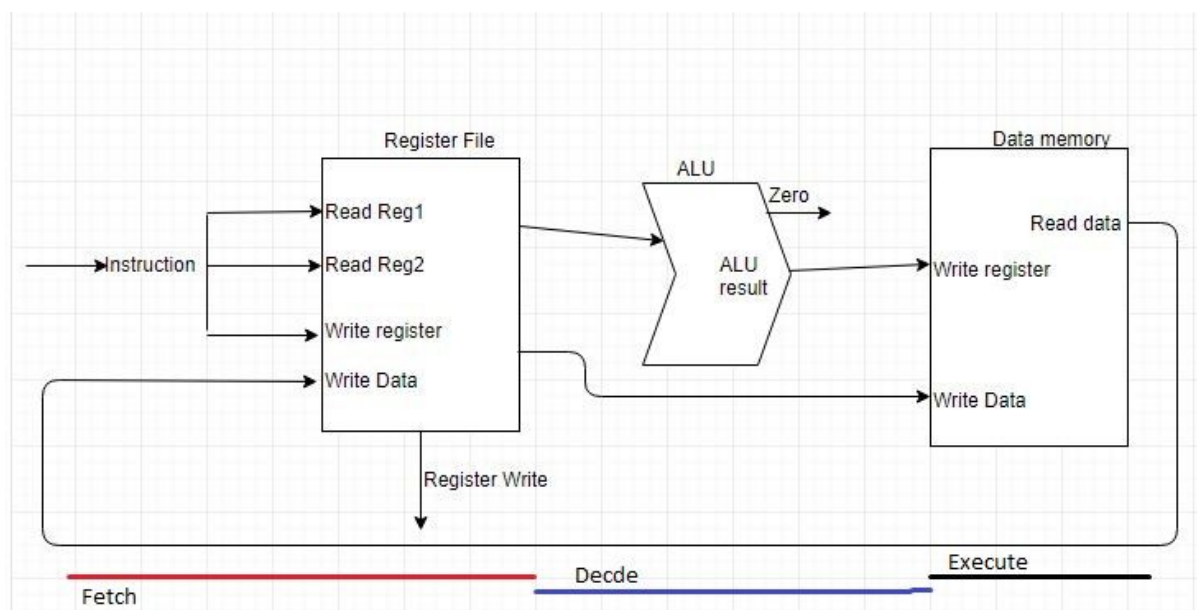 Register File
Data memory
ALU
Zero
Read Reg1
Read data
Instruction
Read Reg2
ALU
result
Write register
Write register
Write Data
Write Data
Register Write
Execute
Decde
Fetch